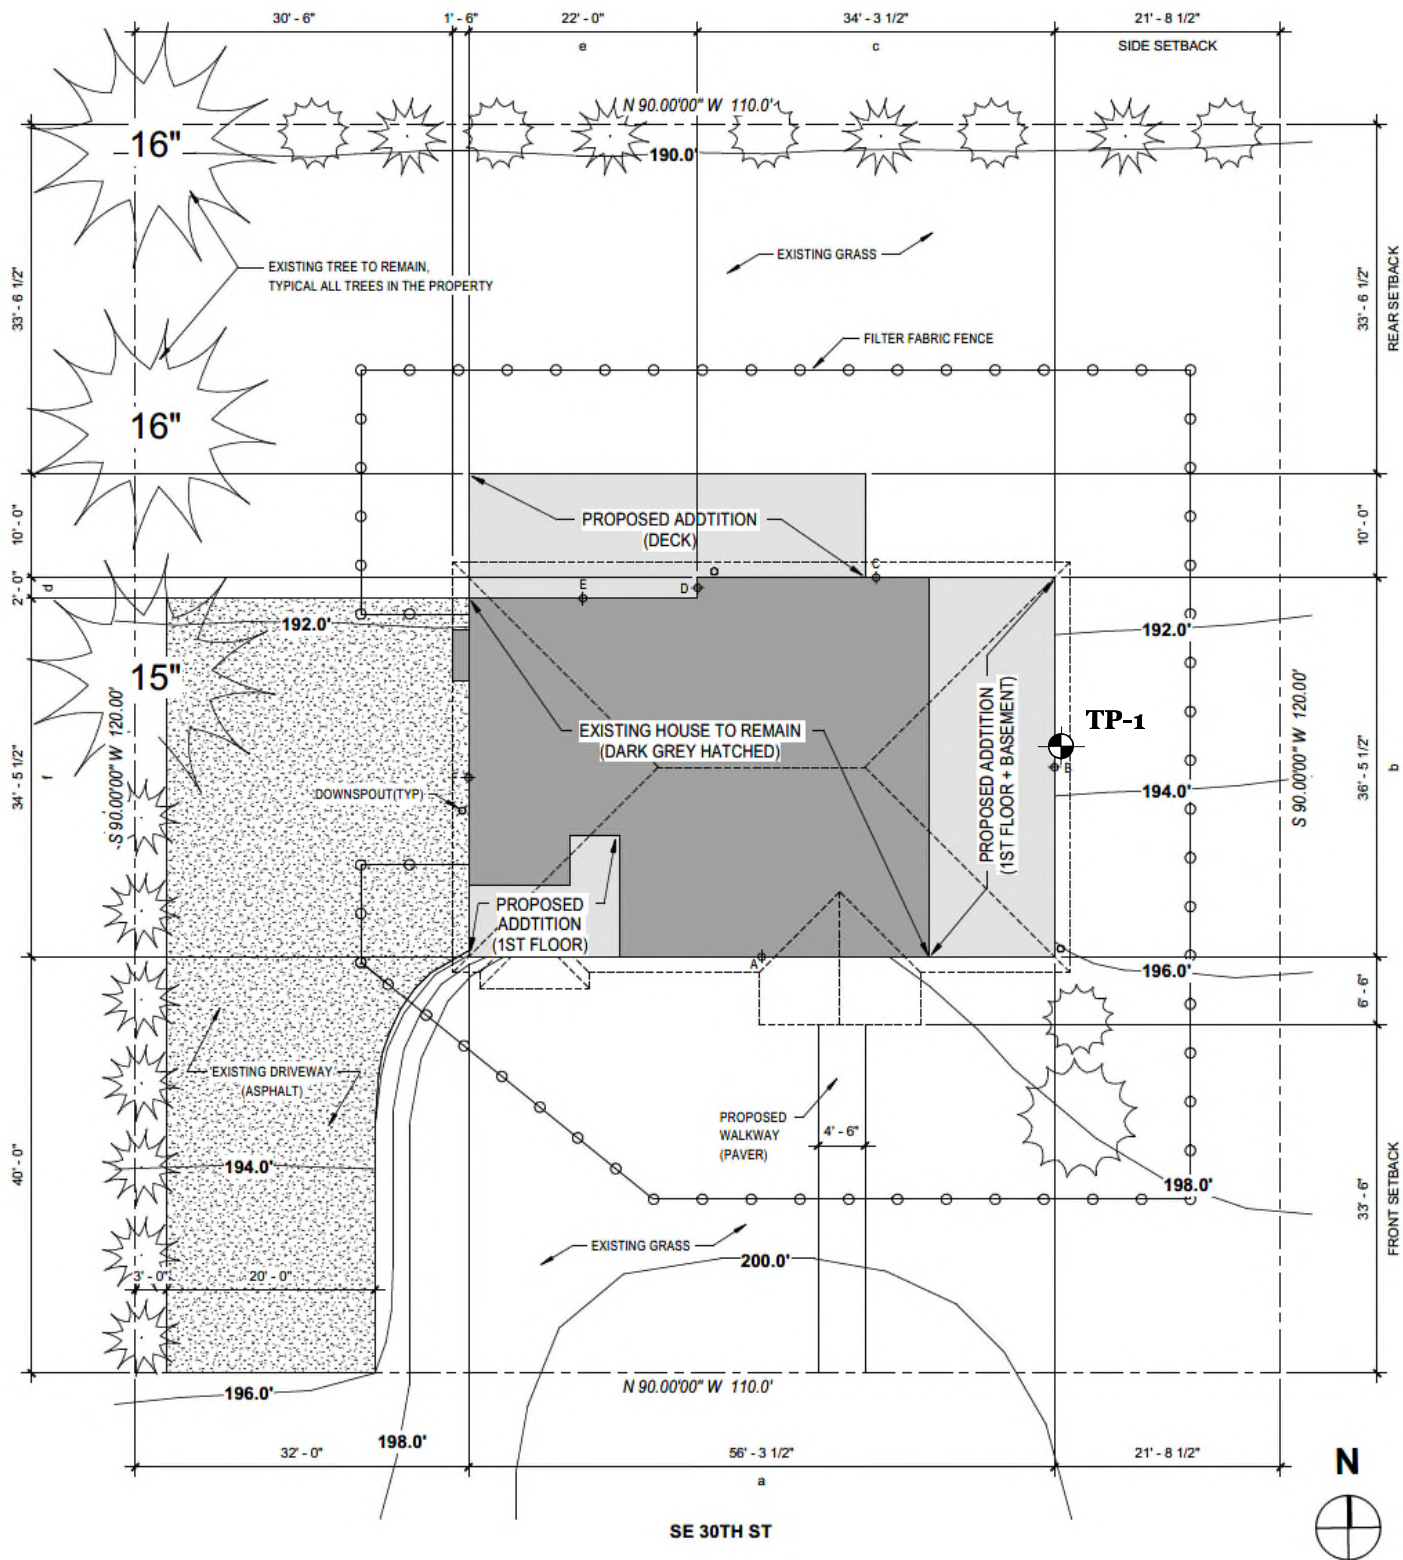 30' - 6"
1' - 6"
22' - 0"
34' - 3 1/2"
21' - 8 1/2"
e
c
SIDE SETBACK
N 90.00'00" W 110.0'
16"
190.0'
EXISTING GRASS
EXISTING TREE TO REMAIN,
TYPICAL ALL TREES IN THE PROPERTY
33' - 6 1/2"
33' - 6 1/2"
REAR SETBACK
FILTER FABRIC FENCE
16"
PROPOSED ADDTITION
(DECK)
10' - 0"
10' - 0"
C
E
D
2' - 0"
d
192.0'
192.0'
15"
S 90.00'00" W 120.00'
S 90.00'00" W 120.00'
TP-1
EXISTING HOUSE TO REMAIN
(DARK GREY HATCHED)
PROPOSED ADDTITION
(1ST FLOOR + BASEMENT)
B
34' - 5 1/2"
f
36' - 5 1/2"
b
DOWNSPOUT(TYP)
194.0'
PROPOSED
ADDTITION
(1ST FLOOR)
A
196.0'
6' - 6"
EXISTING DRIVEWAY
(ASPHALT)
PROPOSED
WALKWAY
(PAVER)
4' - 6"
40' - 0"
194.0'
198.0'
33' - 6"
FRONT SETBACK
EXISTING GRASS
200.0'
3' - 0"
20' - 0"
196.0'
N 90.00'00" W 110.0'
198.0'
32' - 0"
56' - 3 1/2"
21' - 8 1/2"
a
N
SE 30TH ST